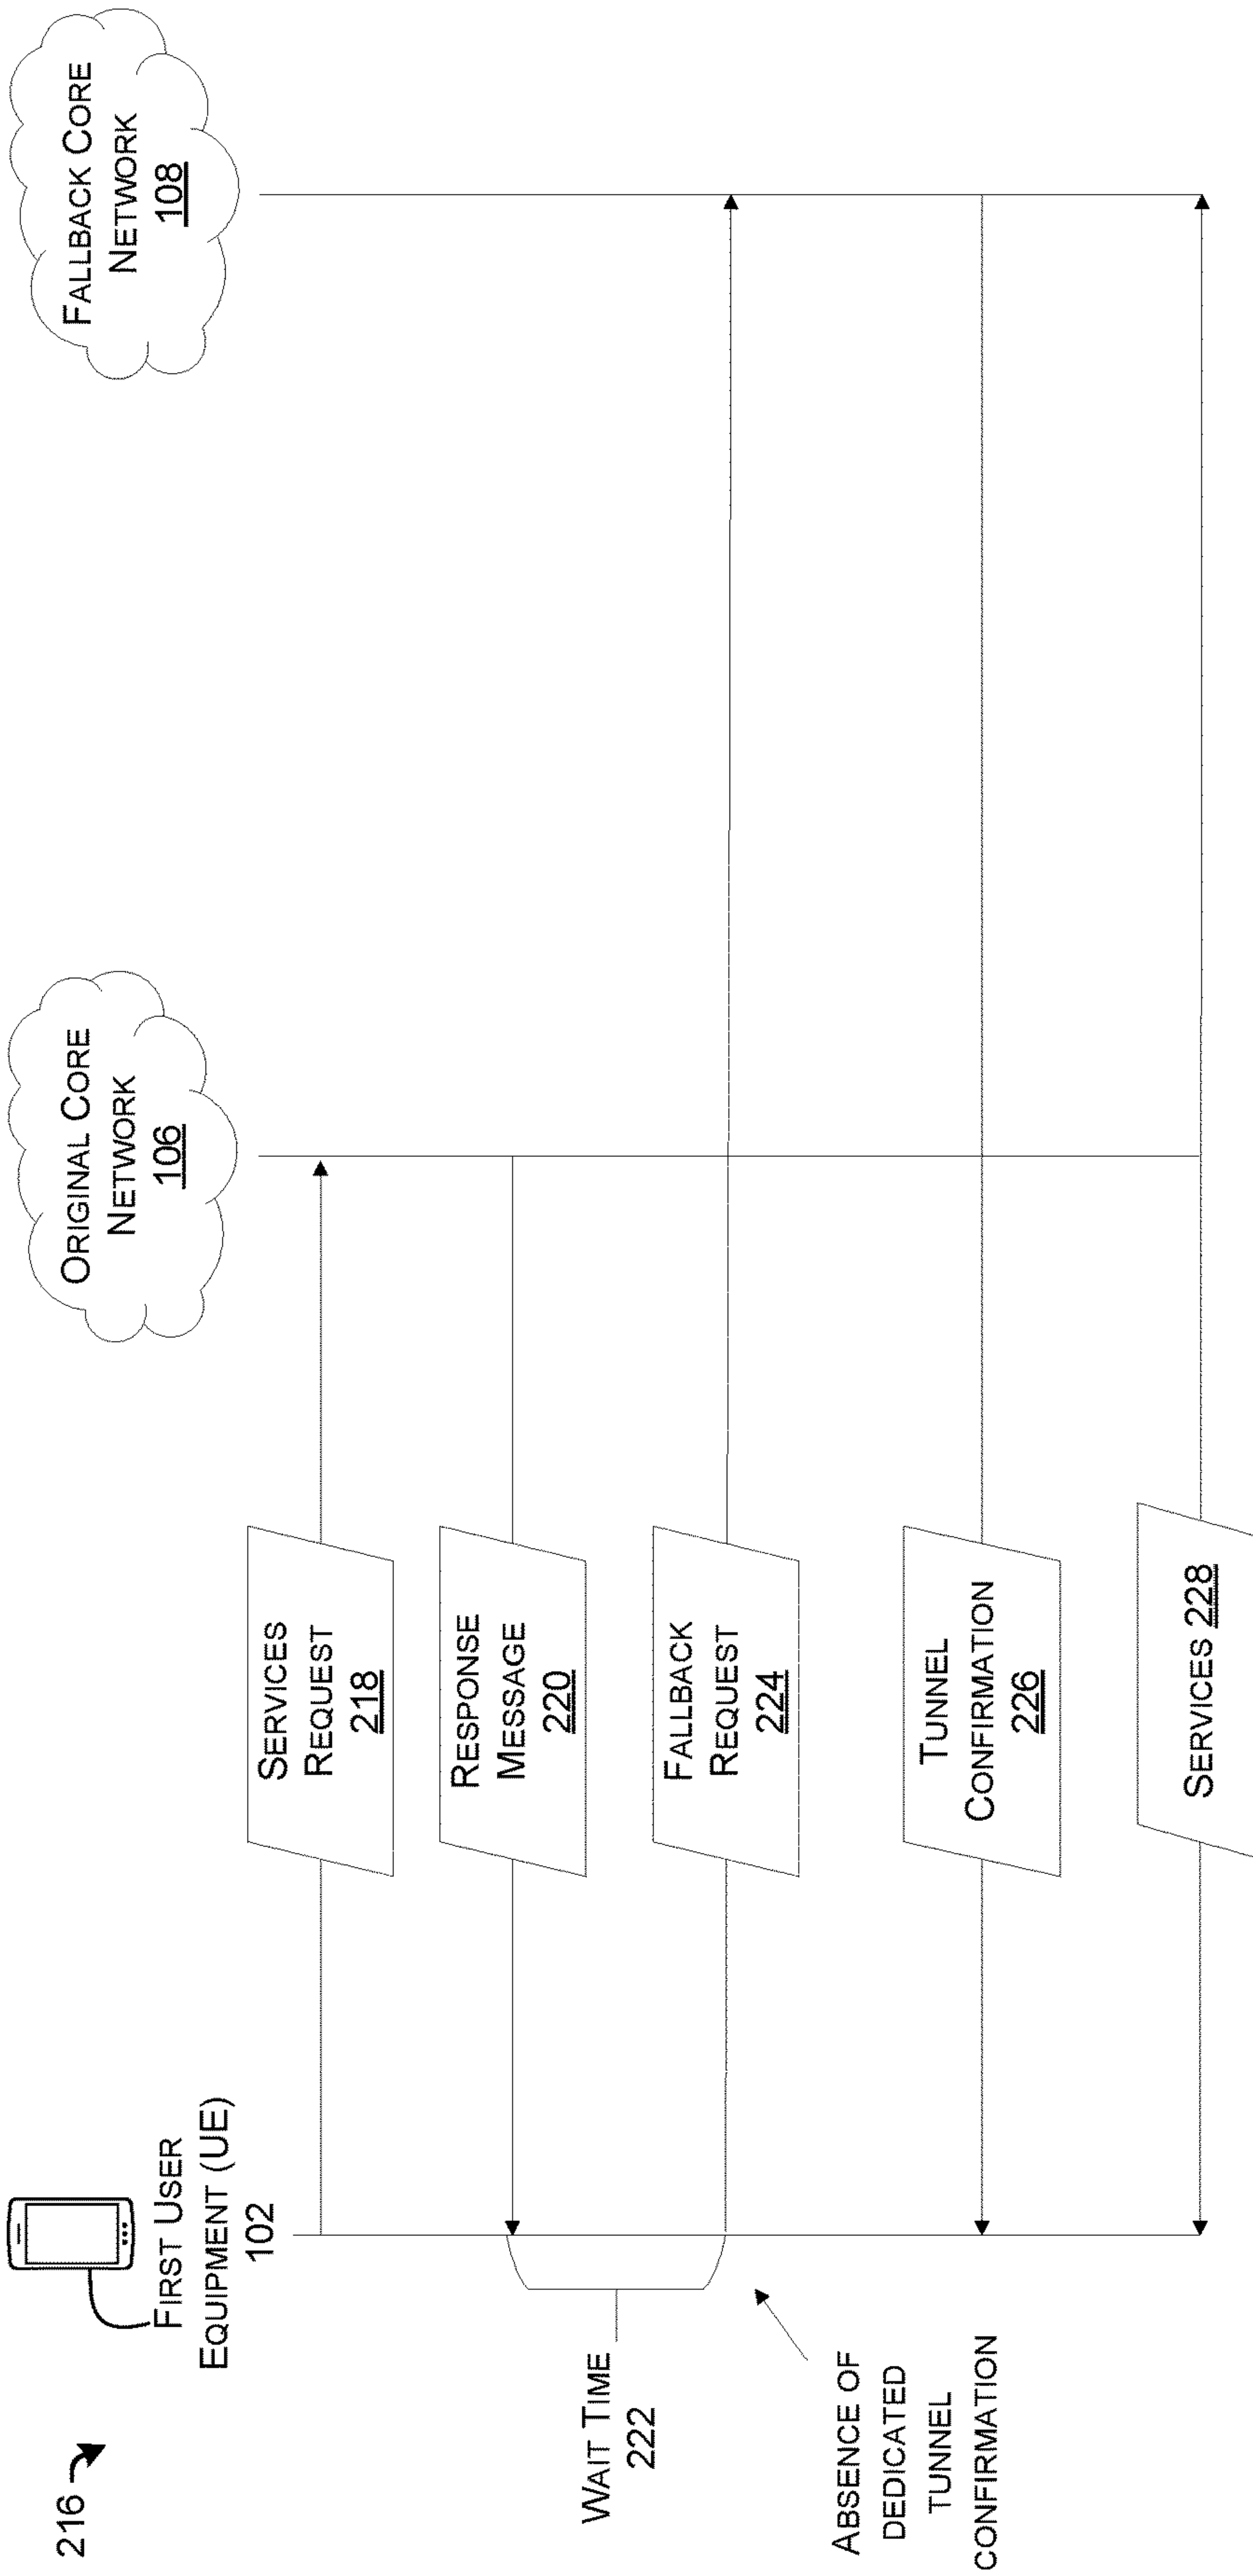 216
FIRST USER
EQUIPMENT (UE)
102
ORIGINAL CORE
NETWORK
106
FALLBACK CORE
NETWORK
108
SERVICES
REQUEST
218
RESPONSE
MESSAGE
220
WAIT TIME
222
FALLBACK
REQUEST
224
ABSENCE OF
DEDICATED
TUNNEL
CONFIRMATION
TUNNEL
CONFIRMATION
226
SERVICES 228